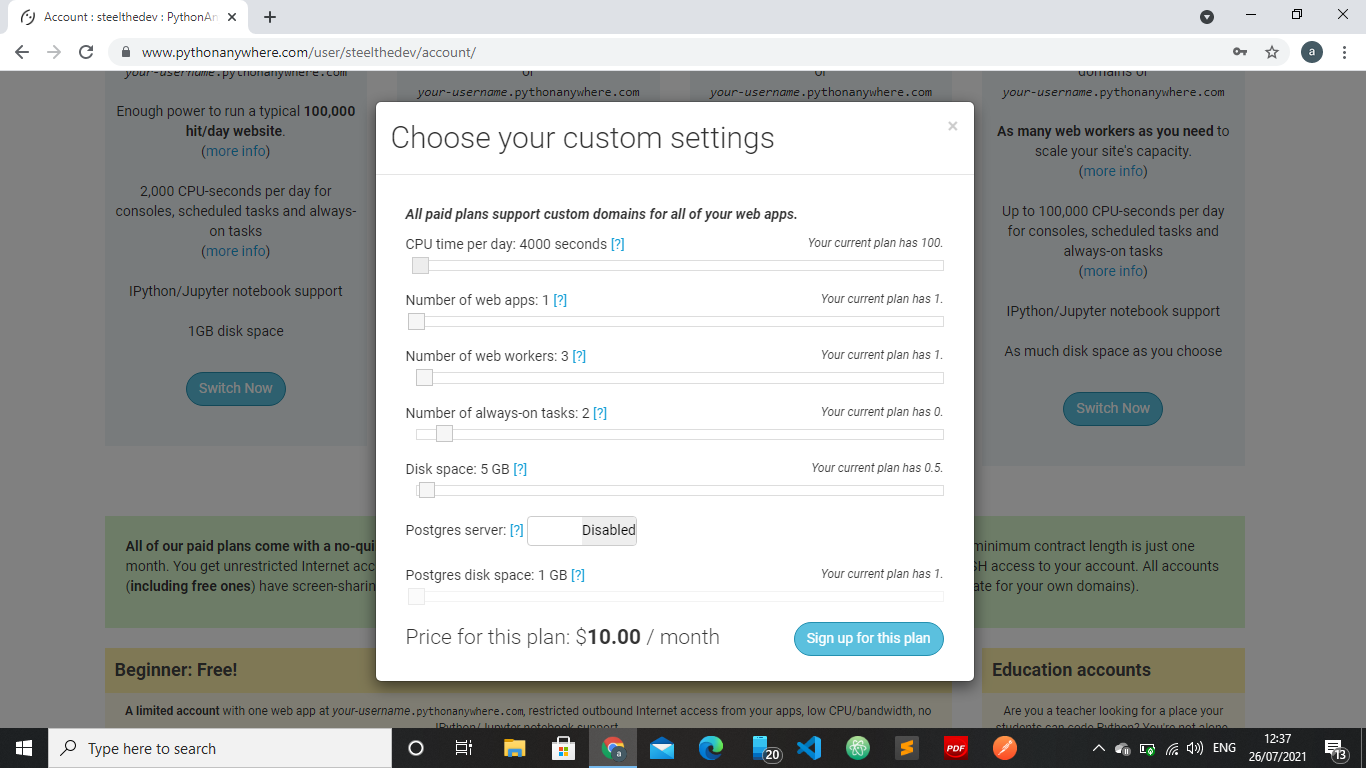 Account : steelthedev : PythonAn
www.pythonanywhere.com/user/steelthedev/account/
a
your-username.pythonanywhere.com
Enough power to run a typical 100,000
hit/day website.
(more info)
2,000 CPU-seconds per day for
consoles, scheduled tasks and always-
on tasks
(more info)
IPython/Jupyter notebook support
1GB disk space
Switch Now
or
your-username.pythonanywhere.com
or
your-username.pythonanywhere.com
domains or
your-username.pythonanywhere.com
As many web workers as you need to
scale your site's capacity.
(more info)
Up to 100,000 CPU-seconds per day
for consoles, scheduled tasks and
always-on tasks
(more info)
IPython/Jupyter notebook support
As much disk space as you choose
Switch Now
Choose your custom settings
×
All paid plans support custom domains for all of your web apps.
CPU time per day: 4000 seconds [?] Your current plan has 100.
Number of web apps: 1 [?] Your current plan has 1.
Number of web workers: 3 [?] Your current plan has 1.
Number of always-on tasks: 2 [?] Your current plan has 0.
Disk space: 5 GB [?] Your current plan has 0.5.
Postgres server: [?] Disabled
Postgres disk space: 1 GB [?] Your current plan has 1.
Price for this plan: $10.00 / month
Sign up for this plan
All of our paid plans come with a no-qui minimum contract length is just one
month. You get unrestricted Internet acc SH access to your account. All accounts
(including free ones) have screen-sharin ate for your own domains).
Beginner: Free!
A limited account with one web app at your-username.pythonanywhere.com, restricted outbound Internet access from your apps, low CPU/bandwidth, no
IPython/Jupyter notebook support.
Education accounts
Are you a teacher looking for a place your
students can code Python? You're not alone.
Type here to search
20
PDF
ENG
12:37
26/07/2021
13